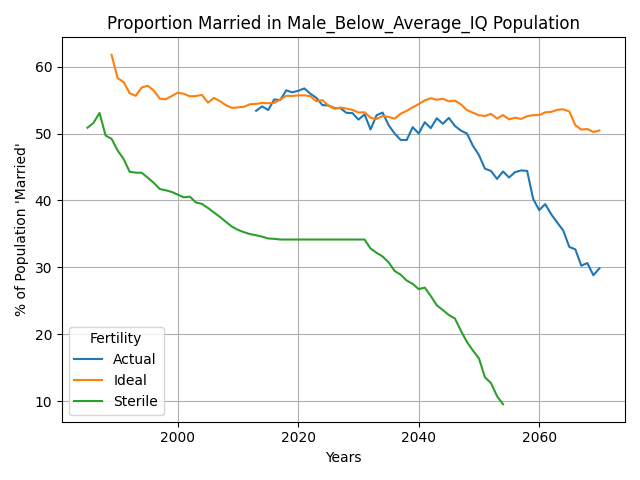 Proportion Married in Male_Below_Average_IQ Population
% of Population 'Married'
60
50
40
30
20
10
Fertility
Actual
Ideal
Sterile
2000 2020 2040 2060
Years